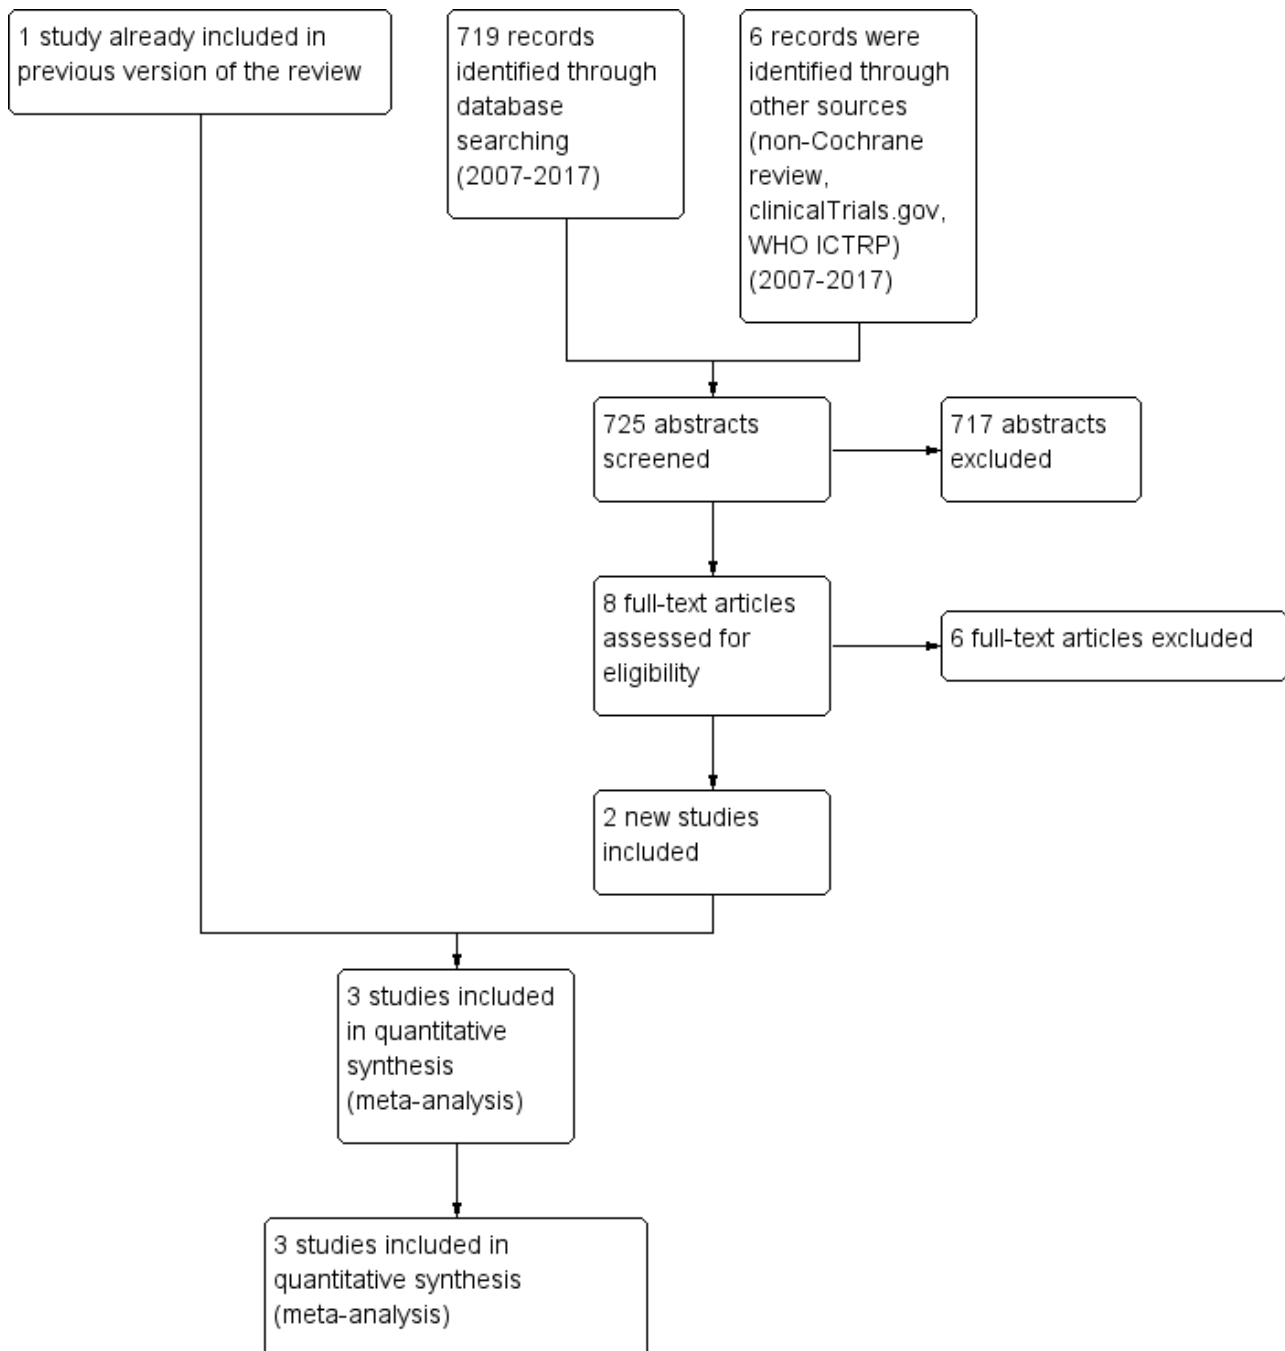 1 study already included in
previous version of the review
719 records
identified through
database
searching
(2007-2017)
6 records were
identified through
other sources
(non-Cochrane
review,
clinicalTrials.gov,
WHO ICTRP)
(2007-2017)
725 abstracts
screened
717 abstracts
excluded
8 full-text articles
assessed for
eligibility
6 full-text articles excluded
2 new studies
included
3 studies included
in quantitative
synthesis
(meta-analysis)
3 studies included in
quantitative synthesis
(meta-analysis)